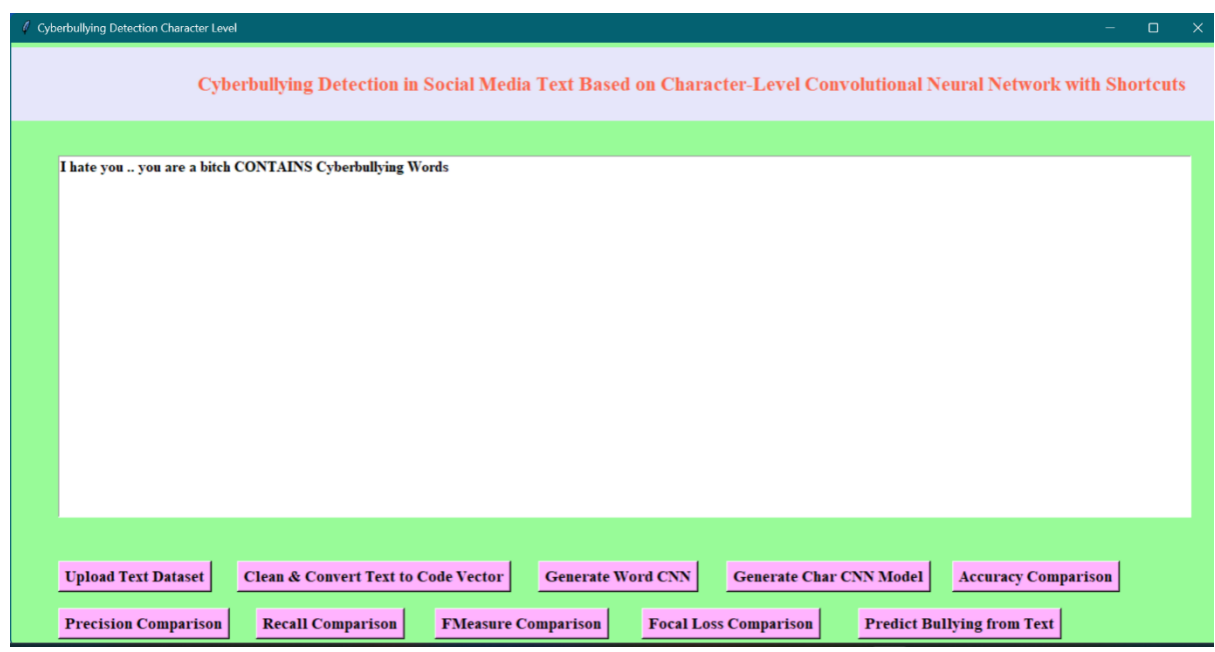 Cyberbullying Detection Character Level
Cyberbullying Detection in Social Media Text Based on Character-Level Convolutional Neural Network with Shortcuts
I hate you .. you are a bitch CONTAINS Cyberbullying Words
Upload Text Dataset Clean & Convert Text to Code Vector Generate Word CNN Generate Char CNN Model Accuracy Comparison
Precision Comparison Recall Comparison FMeasure Comparison Focal Loss Comparison Predict Bullying from Text